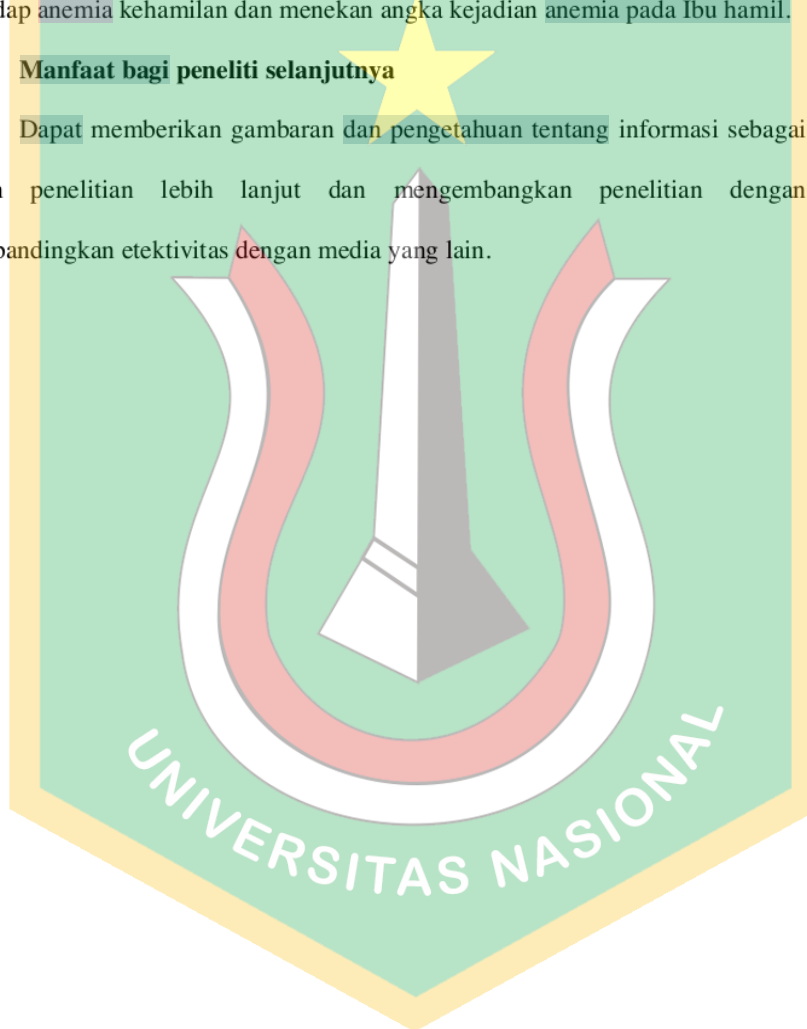 dap anemia kehamilan dan menekan angka kejadian anemia pada Ibu hamil.
Manfaat bagi peneliti selanjutnya
Dapat memberikan gambaran dan pengetahuan tentang informasi sebagai
penelitian lebih lanjut dan mengembangkan penelitian dengan
bandingkan etektivitas dengan media yang lain.
UNIVERSITAS NASIONAL